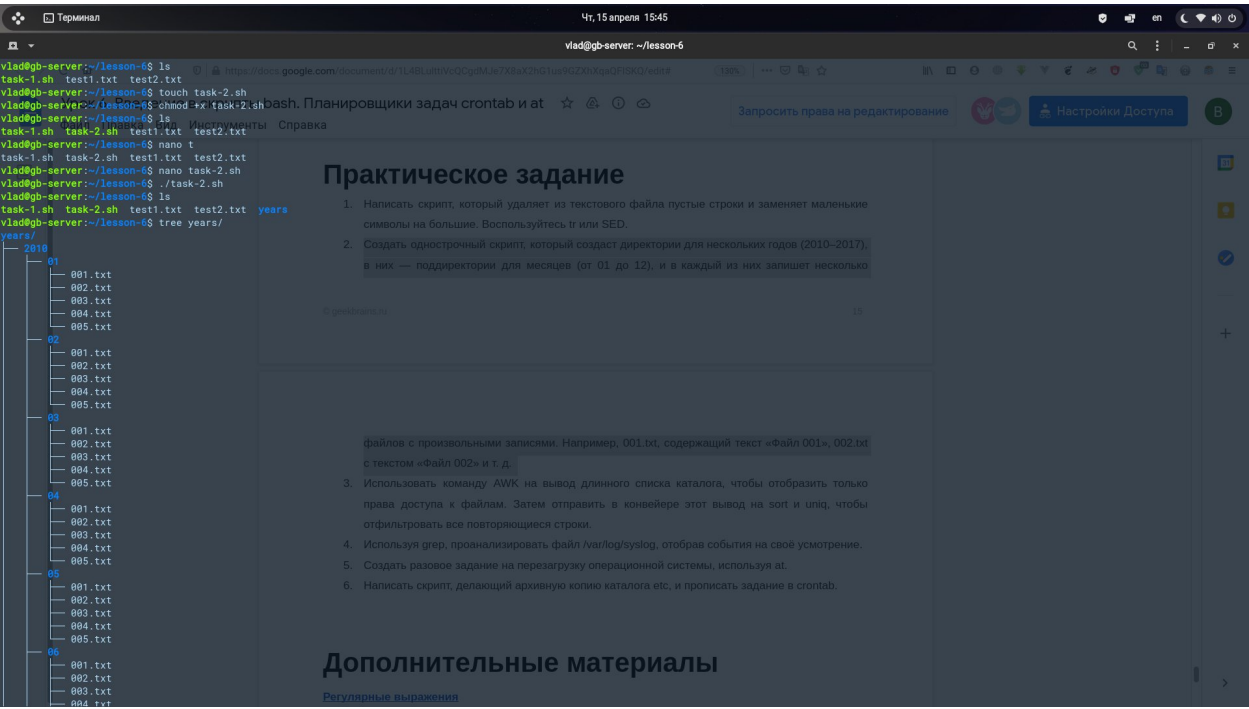 Терминал
Чт, 15 апреля 15:45
en
vlad@gb-server: ~/lesson-6
vlad@gb-server:~/lesson-6$ ls
task-1.sh test1.txt test2.txt
vlad@gb-server:~/lesson-6$ touch task-2.sh
vlad@gb-server:~/lesson-6$ chmod +x task-2.sh
vlad@gb-server:~/lesson-6$ ls
task-1.sh task-2.sh test1.txt test2.txt
vlad@gb-server:~/lesson-6$ nano t
task-1.sh task-2.sh test1.txt test2.txt
vlad@gb-server:~/lesson-6$ nano task-2.sh
vlad@gb-server:~/lesson-6$ ./task-2.sh
vlad@gb-server:~/lesson-6$ ls
task-1.sh task-2.sh test1.txt test2.txt years
vlad@gb-server:~/lesson-6$ tree years/
years/
├── 2010
│   ├── 01
│   │   ├── 001.txt
│   │   ├── 002.txt
│   │   ├── 003.txt
│   │   ├── 004.txt
│   │   └── 005.txt
│   ├── 02
│   │   ├── 001.txt
│   │   ├── 002.txt
│   │   ├── 003.txt
│   │   ├── 004.txt
│   │   └── 005.txt
│   ├── 03
│   │   ├── 001.txt
│   │   ├── 002.txt
│   │   ├── 003.txt
│   │   ├── 004.txt
│   │   └── 005.txt
│   ├── 04
│   │   ├── 001.txt
│   │   ├── 002.txt
│   │   ├── 003.txt
│   │   ├── 004.txt
│   │   └── 005.txt
│   ├── 05
│   │   ├── 001.txt
│   │   ├── 002.txt
│   │   ├── 003.txt
│   │   ├── 004.txt
│   │   └── 005.txt
│   ├── 06
│   │   ├── 001.txt
│   │   ├── 002.txt
│   │   ├── 003.txt
│   │   ├── 004.txt
bash. Планировщики задач crontab и at
Файл Правка Вид Инструменты Справка
Запросить права на редактирование
Настройки Доступа
В
Практическое задание
1. Написать скрипт, который удаляет из текстового файла пустые строки и заменяет маленькие
символы на большие. Воспользуйтесь tr или SED.
2. Создать однострочный скрипт, который создаст директории для нескольких годов (2010–2017),
в них — поддиректории для месяцев (от 01 до 12), и в каждый из них запишет несколько
файлов с произвольными записями. Например, 001.txt, содержащий текст «Файл 001», 002.txt
с текстом «Файл 002» и т. д.
3. Использовать команду AWK на вывод длинного списка каталога, чтобы отобразить только
права доступа к файлам. Затем отправить в конвейере этот вывод на sort и uniq, чтобы
отфильтровать все повторяющиеся строки.
4. Используя grep, проанализировать файл /var/log/syslog, отобрав события на своё усмотрение.
5. Создать разовое задание на перезагрузку операционной системы, используя at.
6. Написать скрипт, делающий архивную копию каталога etc, и прописать задание в crontab.
Дополнительные материалы
Регулярные выражения